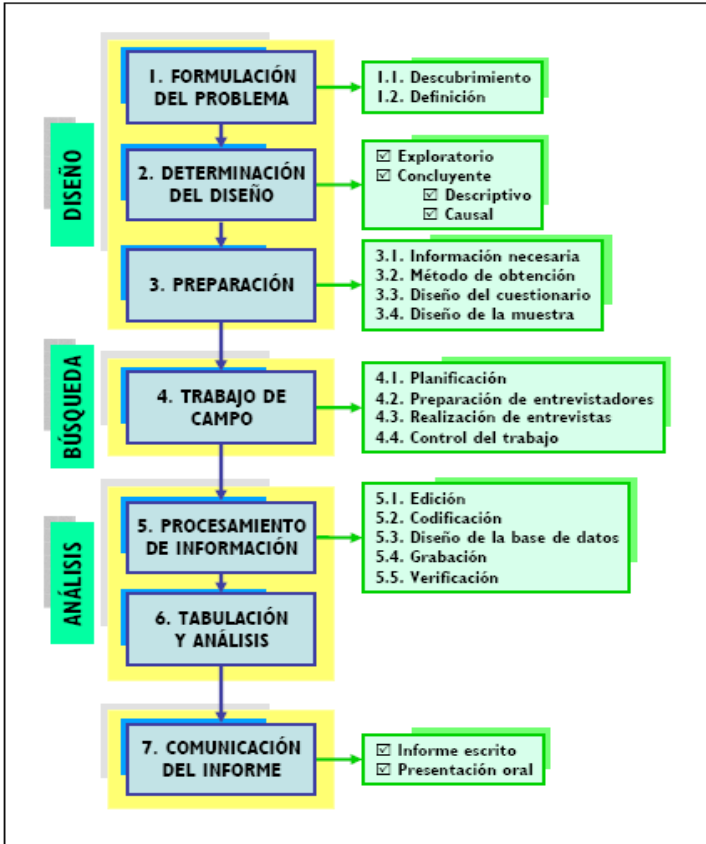 DISEÑO
1. FORMULACIÓN
DEL PROBLEMA
1.1. Descubrimiento
1.2. Definición
2. DETERMINACIÓN
DEL DISEÑO
☑ Exploratorio
☑ Concluyente
☑ Descriptivo
☑ Causal
3. PREPARACIÓN
3.1. Información necesaria
3.2. Método de obtención
3.3. Diseño del cuestionario
3.4. Diseño de la muestra
BÚSQUEDA
4. TRABAJO DE
CAMPO
4.1. Planificación
4.2. Preparación de entrevistadores
4.3. Realización de entrevistas
4.4. Control del trabajo
ANÁLISIS
5. PROCESAMIENTO
DE INFORMACIÓN
5.1. Edición
5.2. Codificación
5.3. Diseño de la base de datos
5.4. Grabación
5.5. Verificación
6. TABULACIÓN
Y ANÁLISIS
7. COMUNICACIÓN
DEL INFORME
☑ Informe escrito
☑ Presentación oral